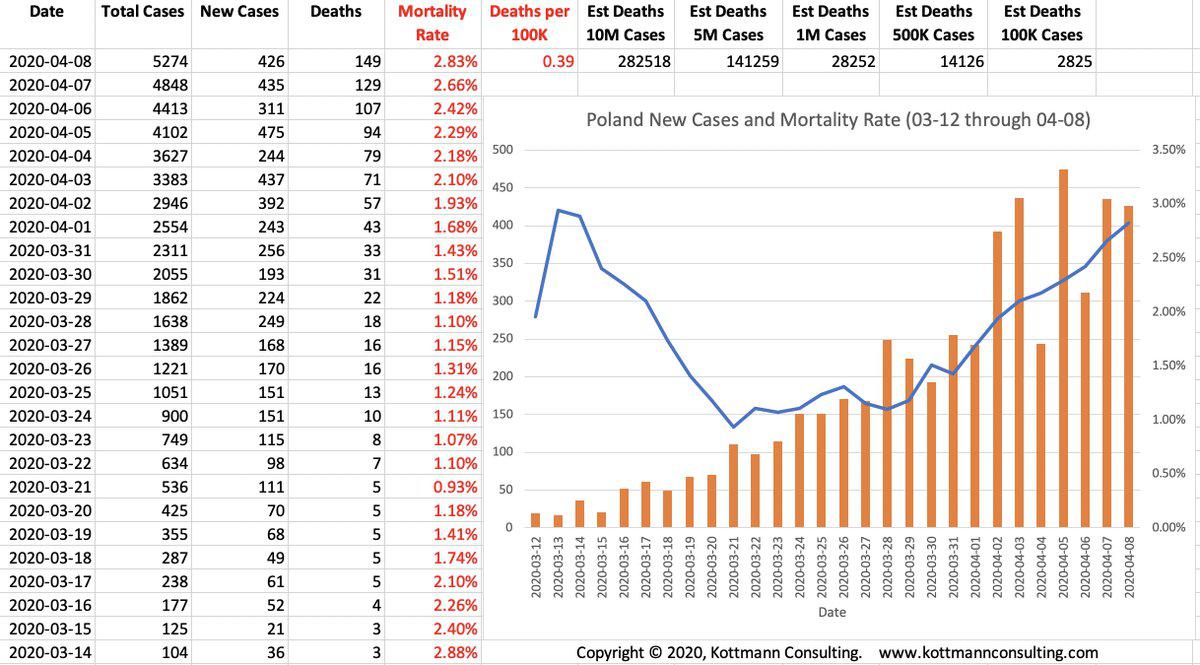 Date Total Cases New Cases Deaths Mortality Deaths per Est Deaths Est Deaths Est Deaths Est Deaths Est Deaths
Rate 100K 10M Cases 5M Cases 1M Cases 500K Cases 100K Cases
2020-04-08 5274 426 149 2.83% 0.39 282518 141259 28252 14126 2825
2020-04-07 4848 435 129 2.66%
2020-04-06 4413 311 107 2.42%
2020-04-05 4102 475 94 2.29%
2020-04-04 3627 244 79 2.18%
2020-04-03 3383 437 71 2.10%
2020-04-02 2946 392 57 1.93%
2020-04-01 2554 243 43 1.68%
2020-03-31 2311 256 33 1.43%
2020-03-30 2055 193 31 1.51%
2020-03-29 1862 224 22 1.18%
2020-03-28 1638 249 18 1.10%
2020-03-27 1389 168 16 1.15%
2020-03-26 1221 170 16 1.31%
2020-03-25 1051 151 13 1.24%
2020-03-24 900 151 10 1.11%
2020-03-23 749 115 8 1.07%
2020-03-22 634 98 7 1.10%
2020-03-21 536 111 5 0.93%
2020-03-20 425 70 5 1.18%
2020-03-19 355 68 5 1.41%
2020-03-18 287 49 5 1.74%
2020-03-17 238 61 5 2.10%
2020-03-16 177 52 4 2.26%
2020-03-15 125 21 3 2.40%
2020-03-14 104 36 3 2.88%
Poland New Cases and Mortality Rate (03-12 through 04-08)
500 3.50%
450
400 3.00%
350 2.50%
300 2.00%
250
200 1.50%
150 1.00%
100
50 0.50%
0 0.00%
2020-03-12
2020-03-13
2020-03-14
2020-03-15
2020-03-16
2020-03-17
2020-03-18
2020-03-19
2020-03-20
2020-03-21
2020-03-22
2020-03-23
2020-03-24
2020-03-25
2020-03-26
2020-03-27
2020-03-28
2020-03-29
2020-03-30
2020-03-31
2020-04-01
2020-04-02
2020-04-03
2020-04-04
2020-04-05
2020-04-06
2020-04-07
2020-04-08
Date
Copyright © 2020, Kottmann Consulting. www.kottmannconsulting.com